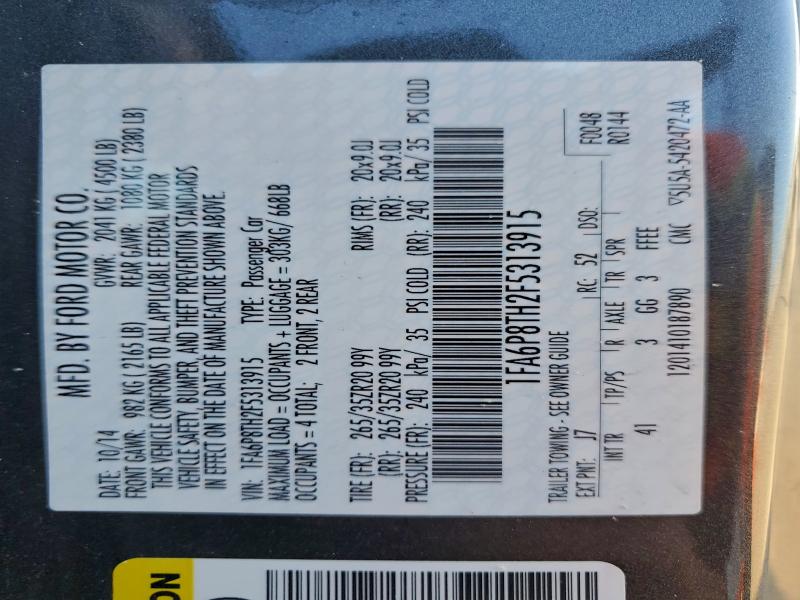 MFD. BY FORD MOTOR CO.
DATE: 10/14 GVWR: 2041 KG ( 4500 LB)
FRONT GAWR: 982 KG ( 2165 LB) REAR GAWR: 1080 KG ( 2380 LB)
THIS VEHICLE CONFORMS TO ALL APPLICABLE FEDERAL MOTOR
VEHICLE SAFETY, BUMPER, AND THEFT PREVENTION STANDARDS
IN EFFECT ON THE DATE OF MANUFACTURE SHOWN ABOVE.
VIN: 1FA6P8TH2F5313915 TYPE: Passenger Car
MAXIMUM LOAD = OCCUPANTS + LUGGAGE = 303KG/ 668LB
OCCUPANTS = 4 TOTAL; 2 FRONT, 2 REAR
TIRE (FR): 265/35ZR20 99Y RIMS (FR): 20x9.0J
(RR): 265/35ZR20 99Y (RR): 20x9.0J
PRESSURE (FR): 240 kPa/ 35 PSI COLD (RR): 240 kPa/ 35 PSI COLD
1FA6P8TH2F5313915
TRAILER TOWING - SEE OWNER GUIDE
F0048
R0144
EXT PNT: J7 RC: 52 DSO:
INT TR TP/PS R AXLE TR SPR
41 3 GG 3 FFEE
1201410187890 CMC ▽5U5A-5420472-AA
ON